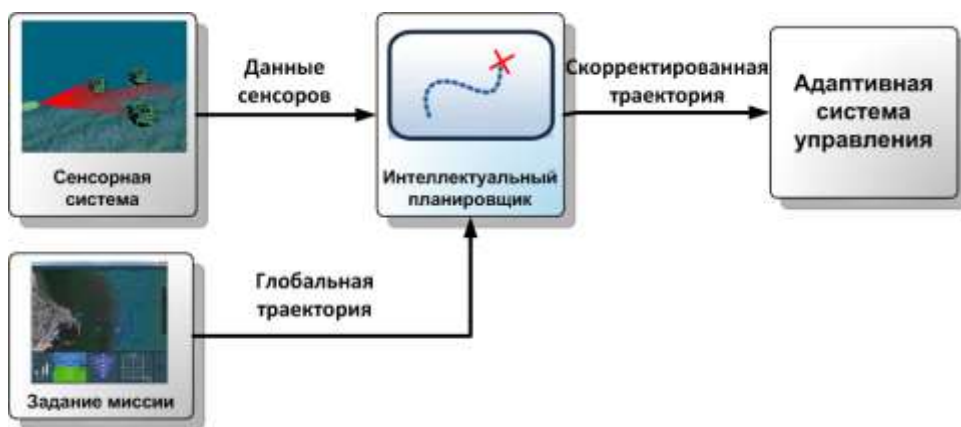 Данные
сенсоров
Сенсорная
система
Интеллектуальный
планировщик
Скорректированная
траектория
Адаптивная
система
управления
Глобальная
траектория
Задание миссии